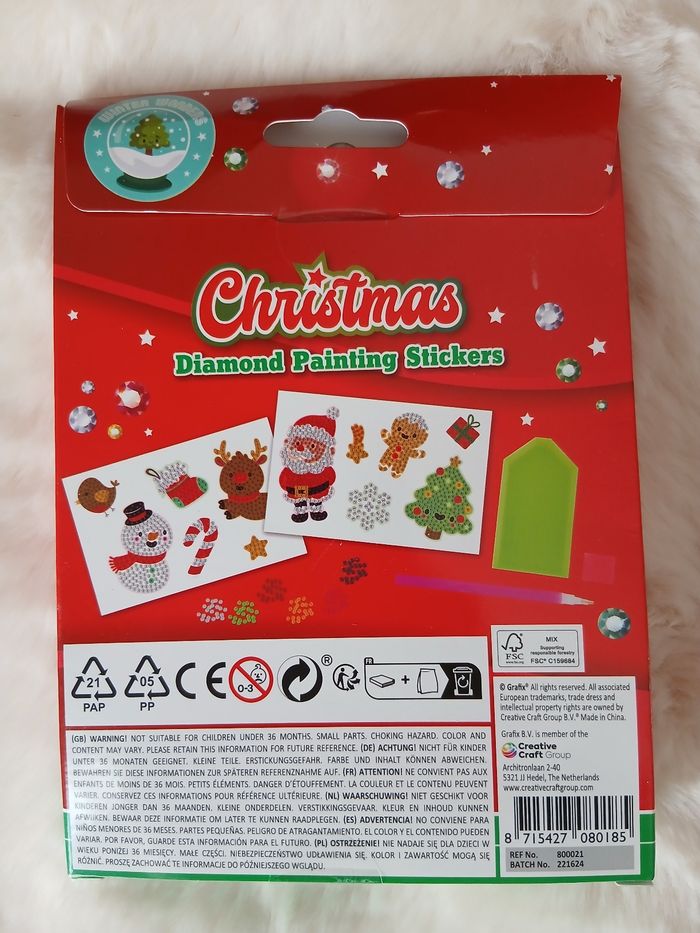 WINTER WONDERS
Christmas
Diamond Painting Stickers
21
PAP
05
PP
CE
0-3
®
FR
+
FSC
www.fsc.org
MIX
Supporting
responsible forestry
FSC® C159684
© Grafix® All rights reserved. All associated
European trademarks, trade dress and
intellectual property rights are owned by
Creative Craft Group B.V.® Made in China.
Grafix B.V. is member of the
Creative
Craft Group
Architronlaan 2-40
5321 JJ Hedel, The Netherlands
www.creativecraftgroup.com
8 715427 080185
REF No. 800021
BATCH No. 221624
(GB) WARNING! NOT SUITABLE FOR CHILDREN UNDER 36 MONTHS. SMALL PARTS. CHOKING HAZARD. COLOR AND
CONTENT MAY VARY. PLEASE RETAIN THIS INFORMATION FOR FUTURE REFERENCE. (DE) ACHTUNG! NICHT FÜR KINDER
UNTER 36 MONATEN GEEIGNET. KLEINE TEILE. ERSTICKUNGSGEFAHR. FARBE UND INHALT KÖNNEN ABWEICHEN.
BEWAHREN SIE DIESE INFORMATIONEN ZUR SPÄTEREN REFERENZNAHME AUF. (FR) ATTENTION! NE CONVIENT PAS AUX
ENFANTS DE MOINS DE 36 MOIS. PETITS ÉLÉMENTS. DANGER D'ÉTOUFFEMENT. LA COULEUR ET LE CONTENU PEUVENT
VARIER. CONSERVEZ CES INFORMATIONS POUR RÉFÉRENCE ULTÉRIEURE. (NL) WAARSCHUWING! NIET GESCHIKT VOOR
KINDEREN JONGER DAN 36 MAANDEN. KLEINE ONDERDELEN. VERSTIKKINGSGEVAAR. KLEUR EN INHOUD KUNNEN
AFWIJKEN. BEWAAR DEZE INFORMATIE OM LATER TE KUNNEN RAADPLEGEN. (ES) ADVERTENCIA! NO CONVIENE PARA
NIÑOS MENORES DE 36 MESES. PARTES PEQUEÑAS. PELIGRO DE ATRAGANTAMIENTO. EL COLOR Y EL CONTENIDO PUEDEN
VARIAR. POR FAVOR, GUARDE ESTA INFORMACIÓN PARA EL FUTURO. (PL) OSTRZEŻENIE! NIE NADAJE SIĘ DLA DZIECI W
WIEKU PONIŻEJ 36 MIESIĘCY. MAŁE CZĘŚCI. NIEBEZPIECZEŃSTWO UDŁAWIENIA SIĘ. KOLOR I ZAWARTOŚĆ MOGĄ SIĘ
RÓŻNIĆ. PROSZĘ ZACHOWAĆ TE INFORMACJE DO PÓŹNIEJSZEGO WGLĄDU.